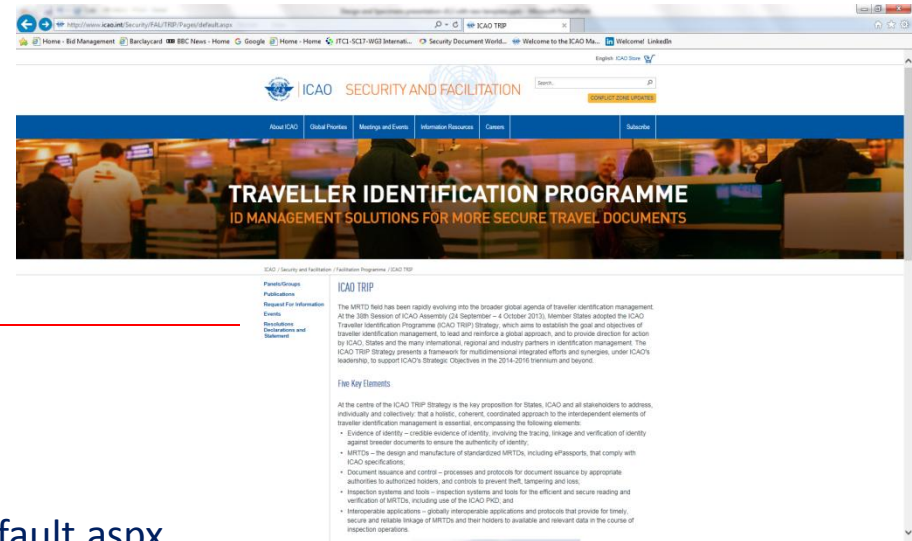 http://www.icao.int/Security/FAL/TRIP/Pages/default.aspx
ICAO TRIP
Home - Bid Management
Barclaycard
BBC News - Home
Google
Home - Home
JTC1-SC17-WG3 Internati...
Security Document World...
Welcome to the ICAO Ma...
Welcome! LinkedIn
English ICAO Store
ICAO SECURITY AND FACILITATION
Search...
CONFLICT ZONE UPDATES
About ICAO Global Priorities Meetings and Events Information Resources Careers Subscribe
TRAVELLER IDENTIFICATION PROGRAMME
ID MANAGEMENT SOLUTIONS FOR MORE SECURE TRAVEL DOCUMENTS
ICAO / Security and Facilitation / Facilitation Programme / ICAO TRIP
Panels/Groups
Publications
Request For Information
Events
Resolutions
Declarations and
Statement
ICAO TRIP
The MRTD field has been rapidly evolving into the broader global agenda of traveller identification management.
At the 38th Session of ICAO Assembly (24 September – 4 October 2013), Member States adopted the ICAO
Traveller Identification Programme (ICAO TRIP) Strategy, which aims to establish the goal and objectives of
traveller identification management, to lead and reinforce a global approach, and to provide direction for action
by ICAO, States and the many international, regional and industry partners in identification management. The
ICAO TRIP Strategy presents a framework for multidimensional integrated efforts and synergies, under ICAO's
leadership, to support ICAO's Strategic Objectives in the 2014-2016 triennium and beyond.
Five Key Elements
At the centre of the ICAO TRIP Strategy is the key proposition for States, ICAO and all stakeholders to address,
individually and collectively: that a holistic, coherent, coordinated approach to the interdependent elements of
traveller identification management is essential, encompassing the following elements:
• Evidence of identity – credible evidence of identity, involving the tracing, linkage and verification of identity
against breeder documents to ensure the authenticity of identity;
• MRTDs – the design and manufacture of standardized MRTDs, including ePassports, that comply with
ICAO specifications;
• Document issuance and control – processes and protocols for document issuance by appropriate
authorities to authorized holders, and controls to prevent theft, tampering and loss;
• Inspection systems and tools – inspection systems and tools for the efficient and secure reading and
verification of MRTDs, including use of the ICAO PKD; and
• Interoperable applications – globally interoperable applications and protocols that provide for timely,
secure and reliable linkage of MRTDs and their holders to available and relevant data in the course of
inspection operations.
fault.aspx